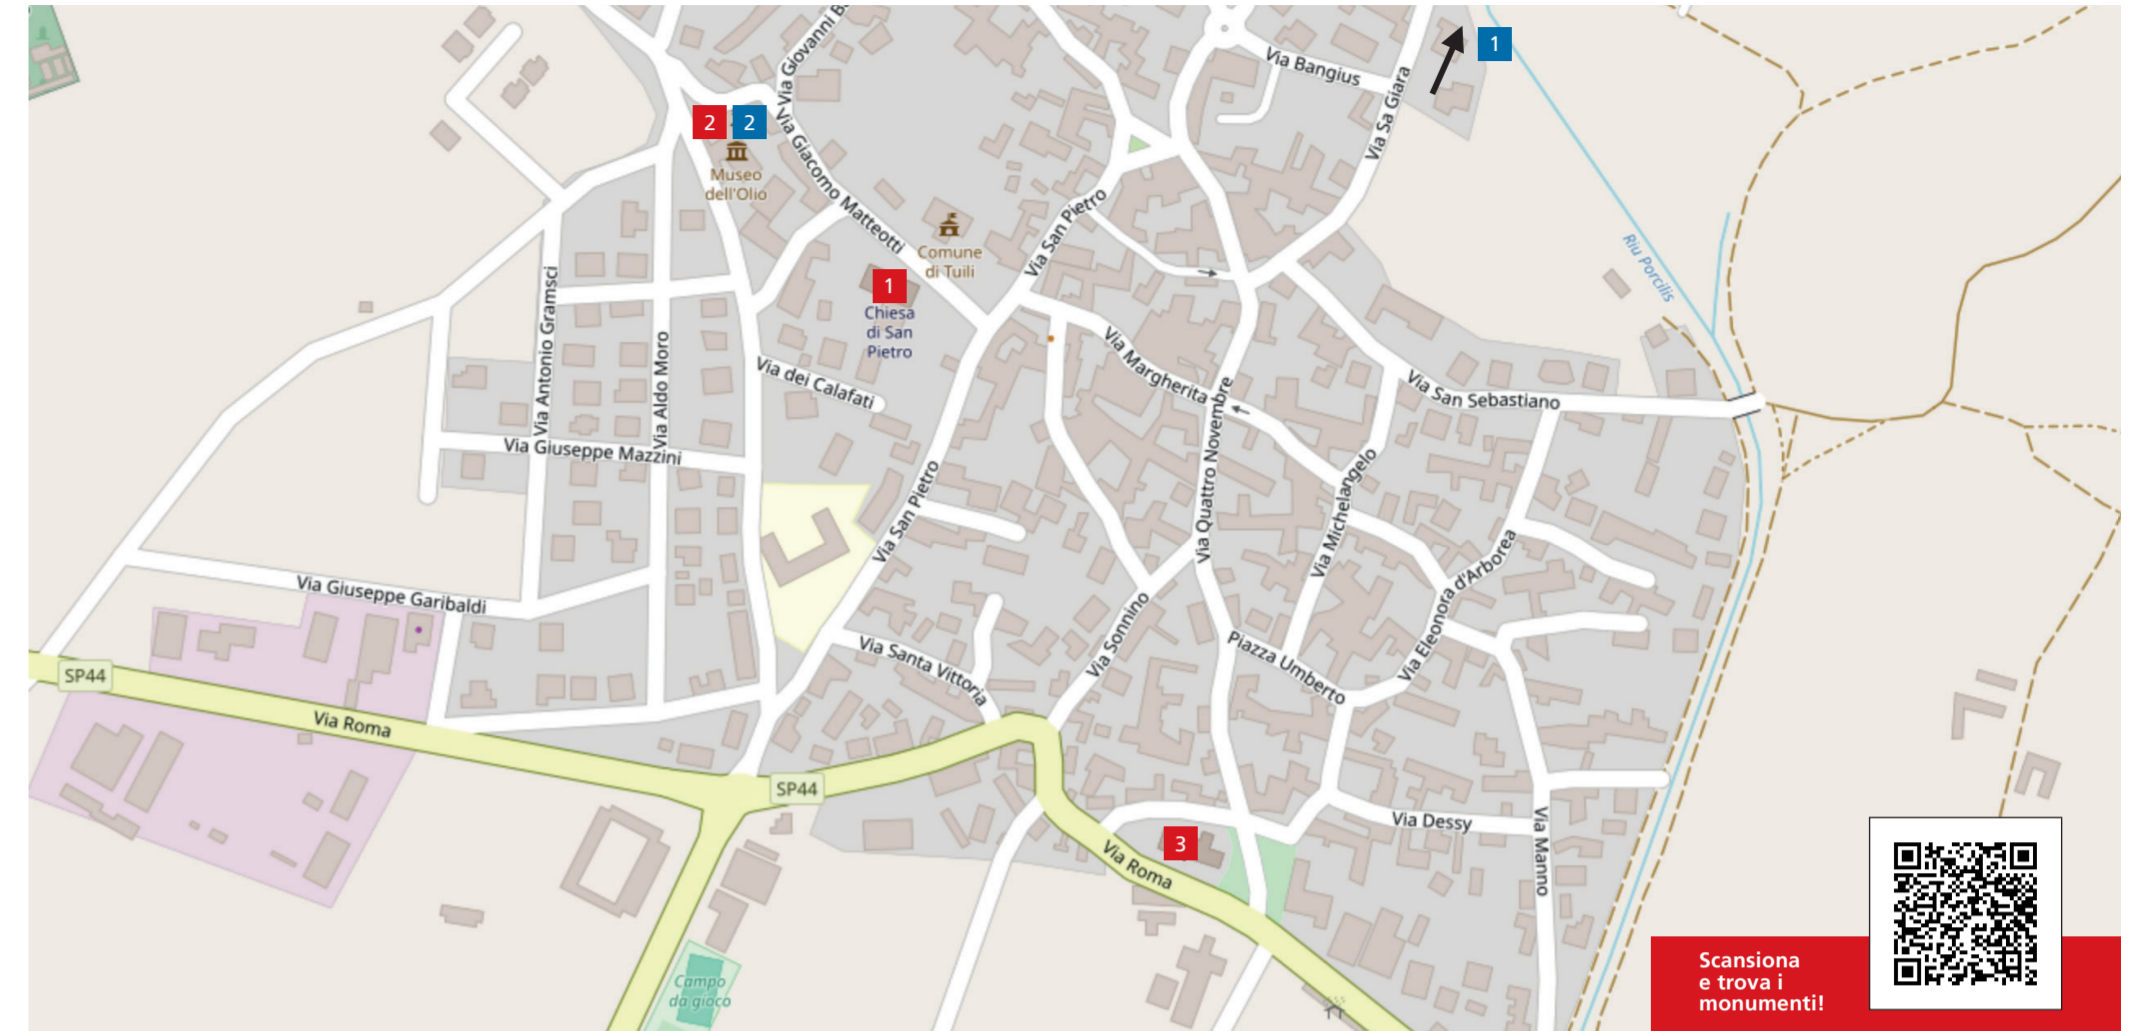 Via Giovanni B
Via Bangius
1
Via Sa Giara
2
2
Museo
dell'Olio
Via Giacomo Matteotti
Comune
di Tuili
Via San Pietro
Riu Porcilis
1
Chiesa
di San
Pietro
Via Antonio Gramsci
Via Aldo Moro
Via dei Calafati
Via Margherita
Via San Sebastiano
Via Giuseppe Mazzini
Via San Pietro
Via Quattro Novembre
Via Michelangelo
Via Eleonora d'Arborea
Via Giuseppe Garibaldi
Via Sonnino
Via Santa Vittoria
Piazza Umberto
SP44
Via Roma
SP44
Via Dessy
Via Manno
3
Via Roma
Campo
da gioco
Scansiona
e trova i
monumenti!